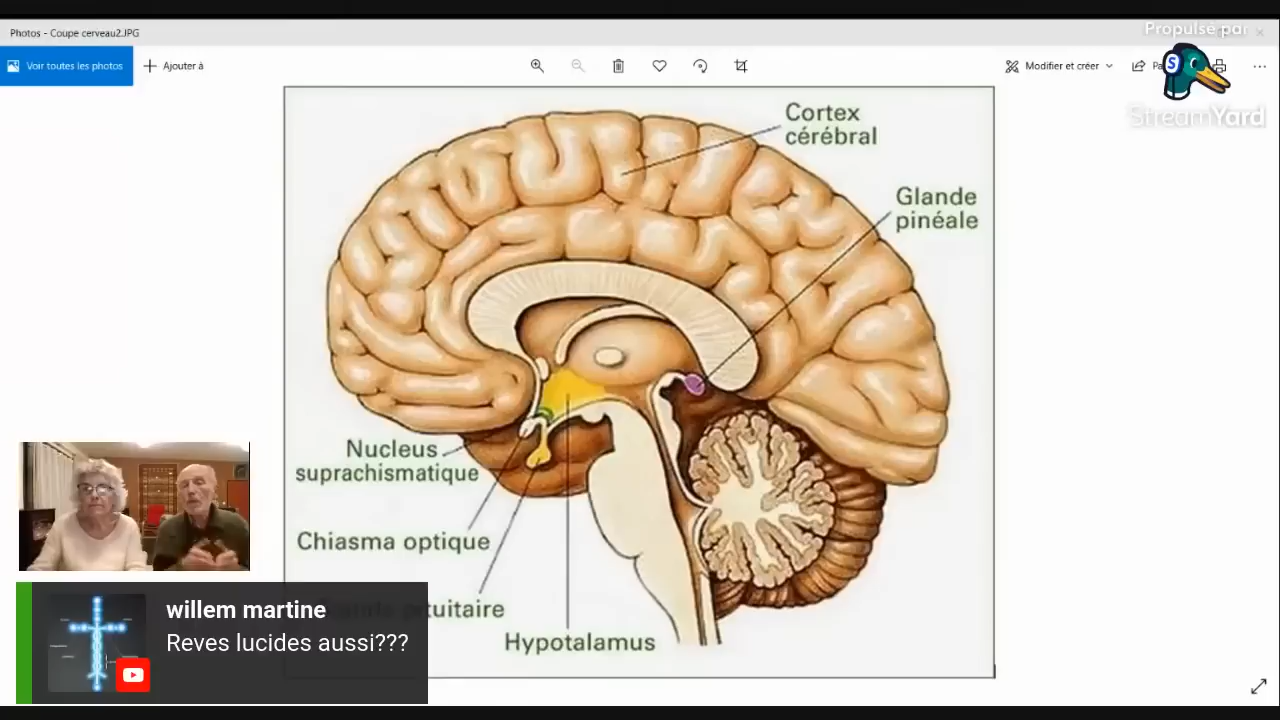 Photos - Coupe cerveau2.JPG
Propulsé par
Voir toutes les photos
Ajouter à
Modifier et créer
StreamYard
Cortex
cérébral
Glande
pinéale
Nucleus
suprachismatique
Chiasma optique
pituitaire
Hypotalamus
willem martine
Reves lucides aussi???